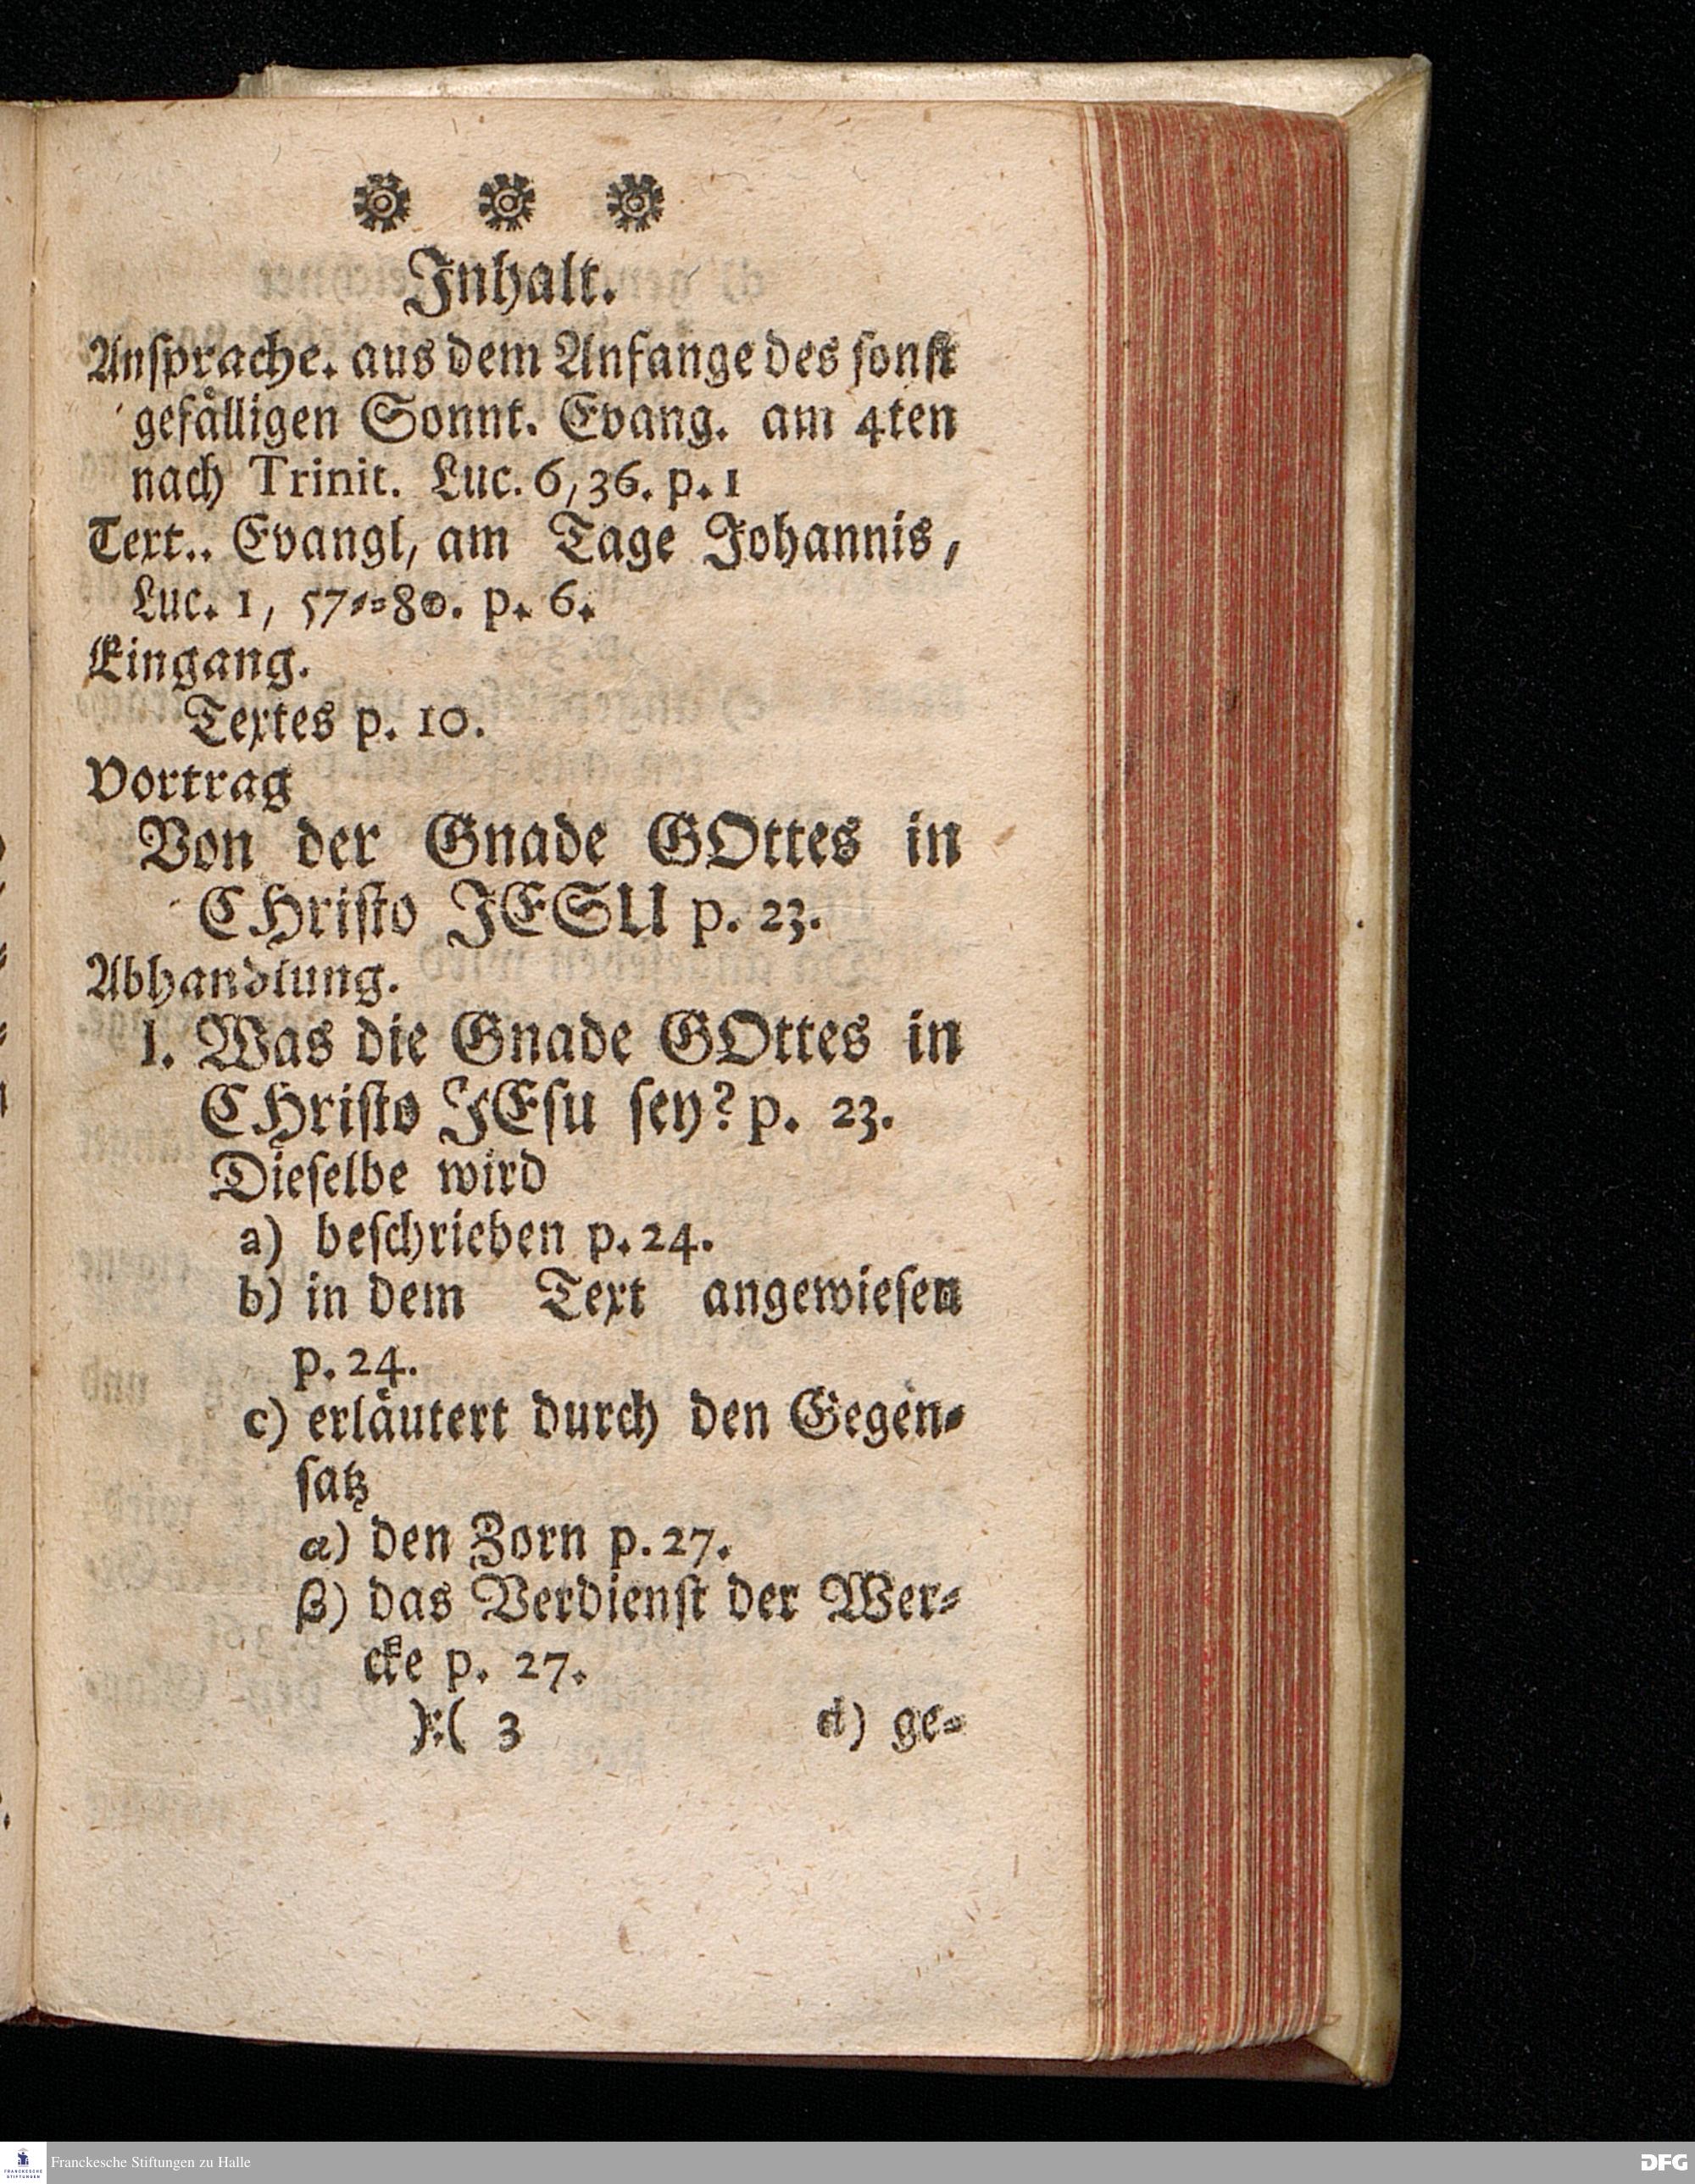 Inhalt.
Anſprache. aus dem Anfange des ſonſt
gefålligen Sonnt. Evang. am 4ten
nach Trinit. Luc. 6, 36. p. 1
Text.. Evangl, am Tage Johannis,
Luc. 1, 57⸗⸗80. p. 6.
Eingang.
Textes p. 10.
Vortrag
Von der Gnade GOttes in
CHriſto JESU p. 23.
Abhandlung.
I. Was die Gnade GOttes in
CHriſto JEſu ſey? p. 23.
Dieſelbe wird
a) beſchrieben p. 24.
b) in dem Text angewieſen
p. 24.
c) erlåutert durch den Gegen⸗
ſatz
α) den Zorn p. 27.
β) das Verdienſt der Wer⸗
cke p. 27.
):( 3 d) ge⸗
FRANCKESCHE STIFTUNGEN
Franckesche Stiftungen zu Halle
DFG